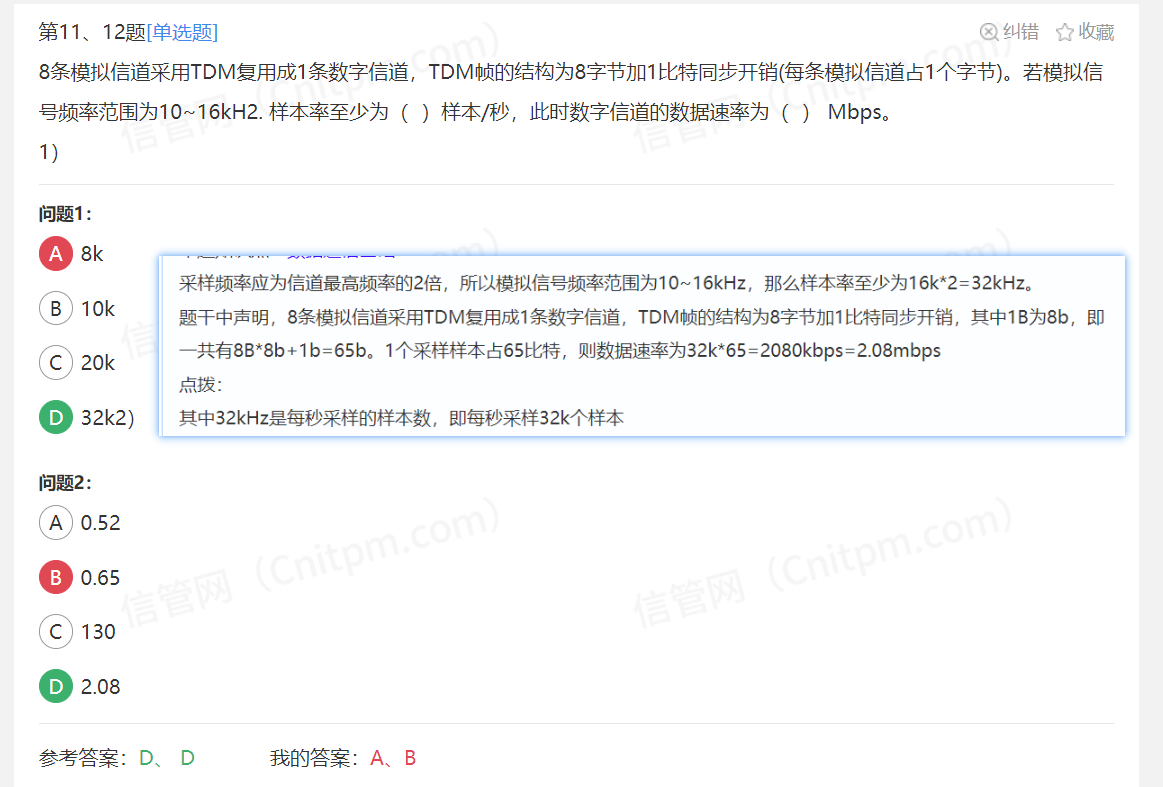 第11、12题[单选题]
纠错 收藏
8条模拟信道采用TDM复用成1条数字信道，TDM帧的结构为8字节加1比特同步开销(每条模拟信道占1个字节)。若模拟信
号频率范围为10~16kH2. 样本率至少为（ ）样本/秒，此时数字信道的数据速率为（ ） Mbps。
1)
问题1：
A 8k
采样频率应为信道最高频率的2倍，所以模拟信号频率范围为10~16kHz，那么样本率至少为16k*2=32kHz。
B 10k
题干中声明，8条模拟信道采用TDM复用成1条数字信道，TDM帧的结构为8字节加1比特同步开销，其中1B为8b，即
一共有8B*8b+1b=65b。1个采样样本占65比特，则数据速率为32k*65=2080kbps=2.08mbps
C 20k
点拨：
D 32k2)
其中32kHz是每秒采样的样本数，即每秒采样32k个样本
问题2：
A 0.52
B 0.65
C 130
D 2.08
参考答案： D、 D 我的答案： A、B
信管网（Cnitpm.com）
信管网（Cnitpm.com）